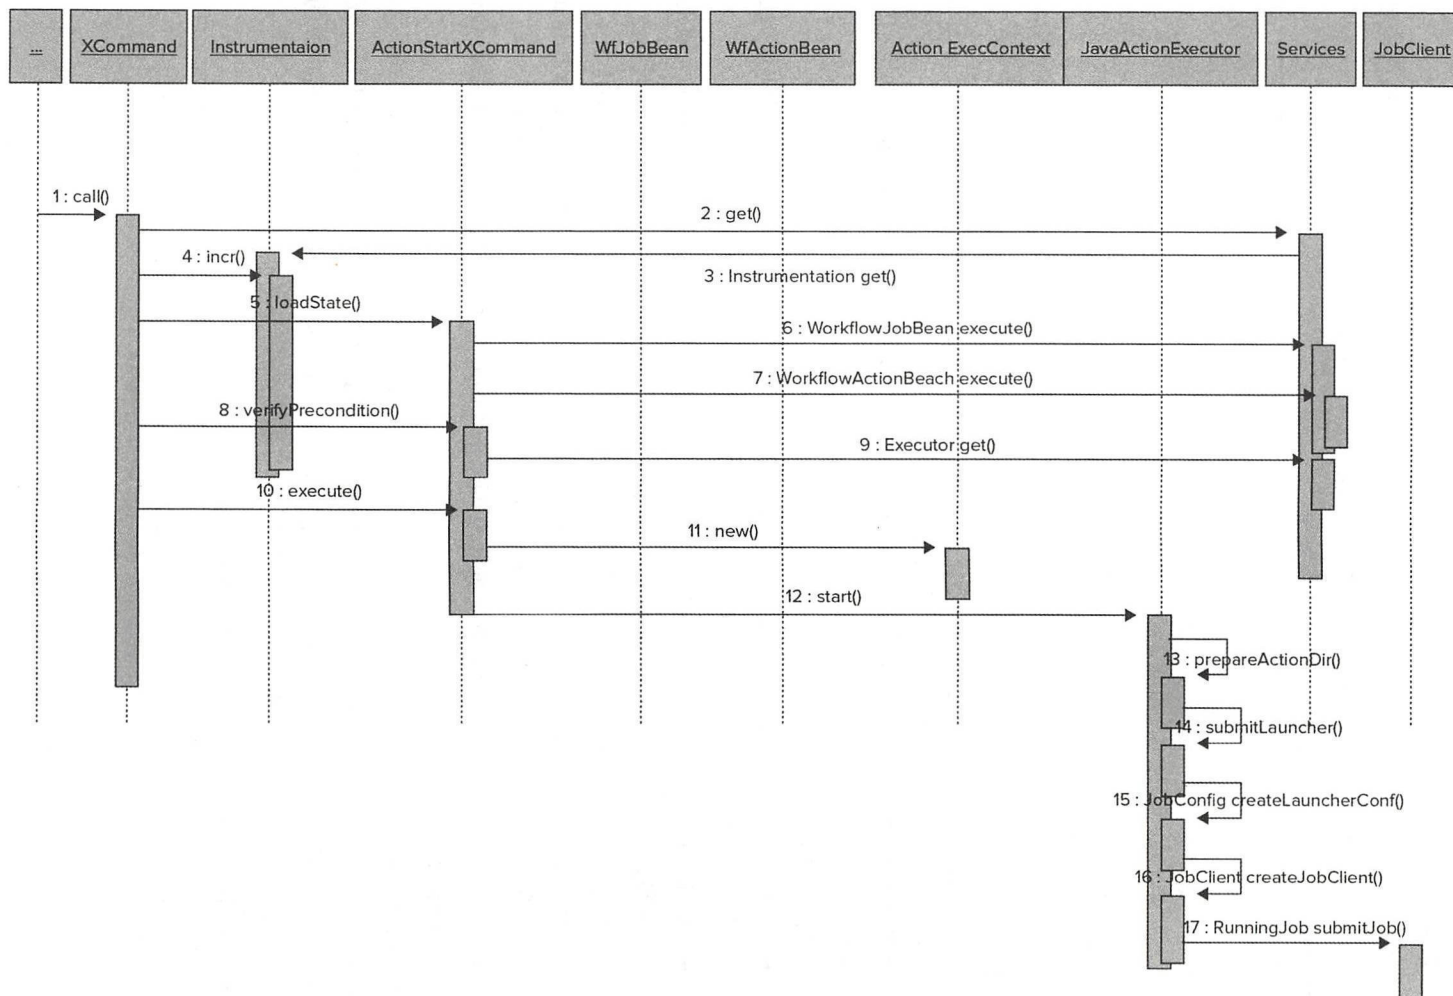 ...
XCommand
Instrumentaion
ActionStartXCommand
WfJobBean
WfActionBean
Action ExecContext
JavaActionExecutor
Services
JobClient
1 : call()
2 : get()
3 : Instrumentation get()
4 : incr()
5 : loadState()
6 : WorkflowJobBean execute()
7 : WorkflowActionBeach execute()
8 : verifyPrecondition()
9 : Executor get()
10 : execute()
11 : new()
12 : start()
13 : prepareActionDir()
14 : submitLauncher()
15 : JobConfig createLauncherConf()
16 : JobClient createJobClient()
17 : RunningJob submitJob()